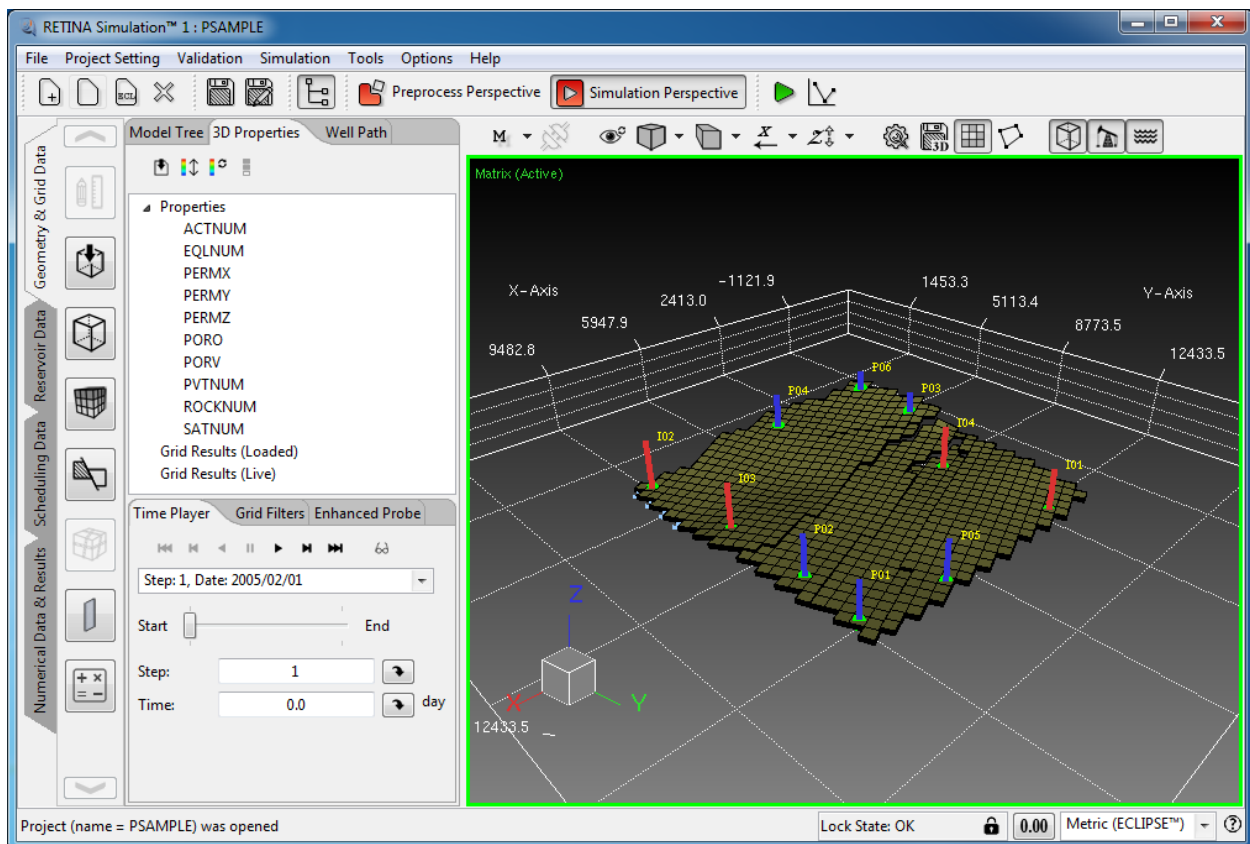 RETINA Simulation™ 1 : PSAMPLE
File Project Setting Validation Simulation Tools Options Help
ECL Preprocess Perspective Simulation Perspective
Geometry & Grid Data
Reservoir Data
Scheduling Data
Numerical Data & Results
Model Tree 3D Properties Well Path
Properties
ACTNUM
EQLNUM
PERMX
PERMY
PERMZ
PORO
PORV
PVTNUM
ROCKNUM
SATNUM
Grid Results (Loaded)
Grid Results (Live)
Time Player Grid Filters Enhanced Probe
Step: 1, Date: 2005/02/01
Start End
Step: 1
Time: 0.0 day
M X Z 3D
Matrix (Active)
X-Axis
9482.8
5947.9
2413.0
-1121.9
1453.3
5113.4
8773.5
12433.5
Y-Axis
P06
P04
P03
I02
I04
I03
I01
P02
P05
P01
Z
X
Y
12433.5
Project (name = PSAMPLE) was opened
Lock State: OK 0.00 Metric (ECLIPSE™) ?